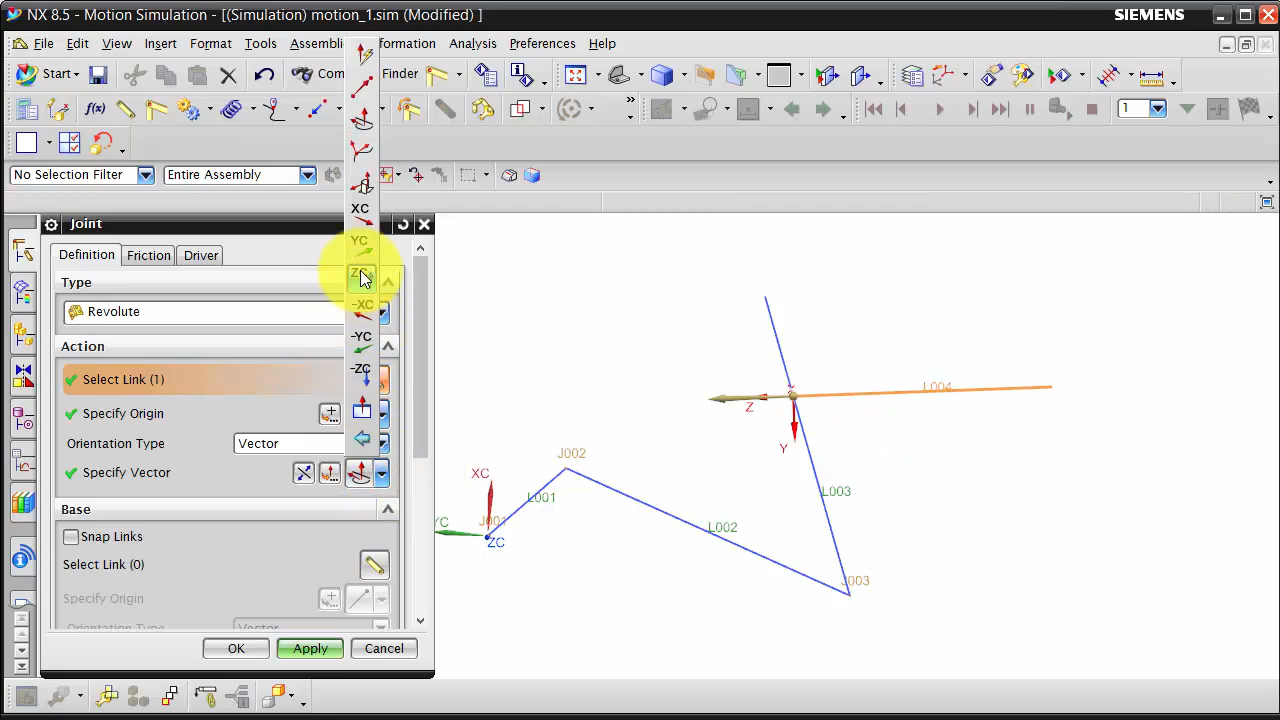 NX 8.5 - Motion Simulation - [(Simulation) motion_1.sim (Modified) ]
SIEMENS
File Edit View Insert Format Tools Assembli formation Analysis Preferences Help
Start Com Finder
f(x) » 1
No Selection Filter Entire Assembly
Joint
Definition Friction Driver
Type
Revolute
Action
Select Link (1)
Specify Origin
Orientation Type Vector
Specify Vector
Base
Snap Links
Select Link (0)
Specify Origin
Orientation Type Vector
OK Apply Cancel
XC
YC
ZC
-XC
-YC
-ZC
L004
Z
Y
J002
L003
XC
L001
J001
YC
ZC
L002
J003